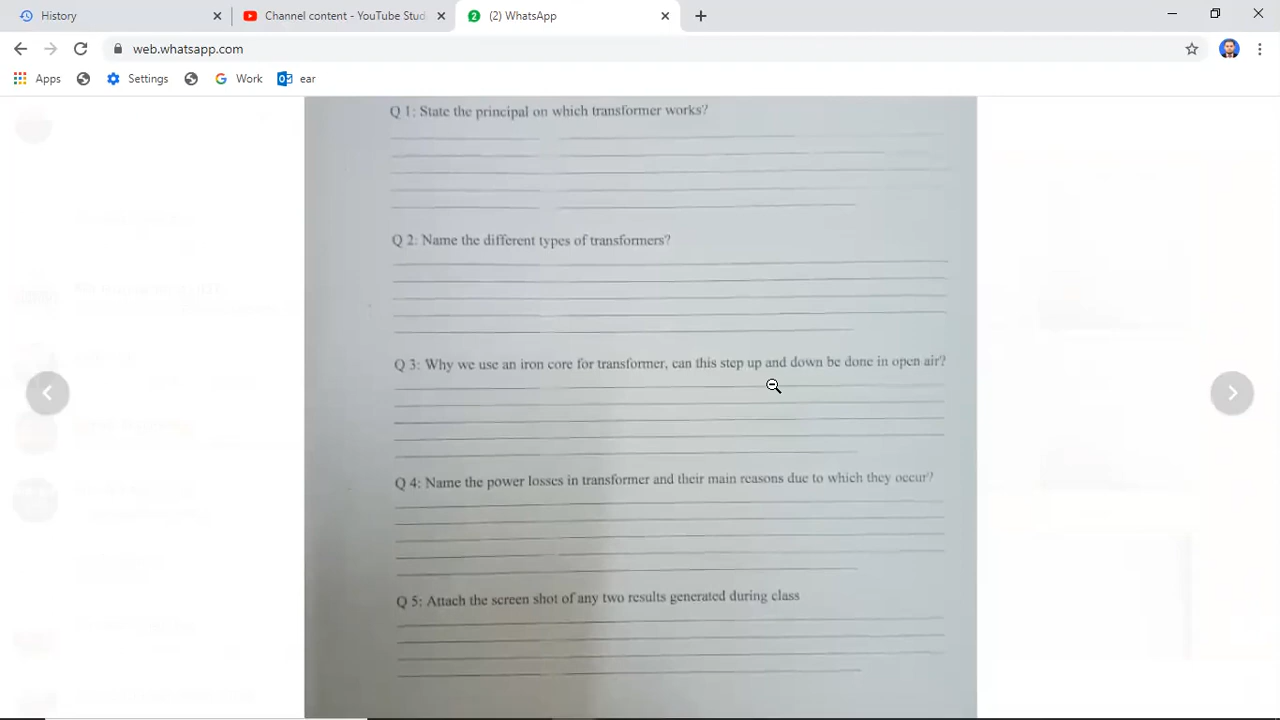 History
Channel content - YouTube Stud
2
(2) WhatsApp
web.whatsapp.com
Apps
Settings
Work
ear
Q 1: State the principal on which transformer works?
Q 2: Name the different types of transformers?
Q 3: Why we use an iron core for transformer, can this step up and down be done in open air?
Q 4: Name the power losses in transformer and their main reasons due to which they occur?
Q 5: Attach the screen shot of any two results generated during class